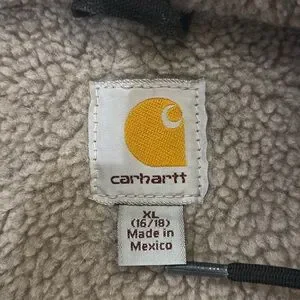 carhartt
XL
(16/18)
Made in
Mexico